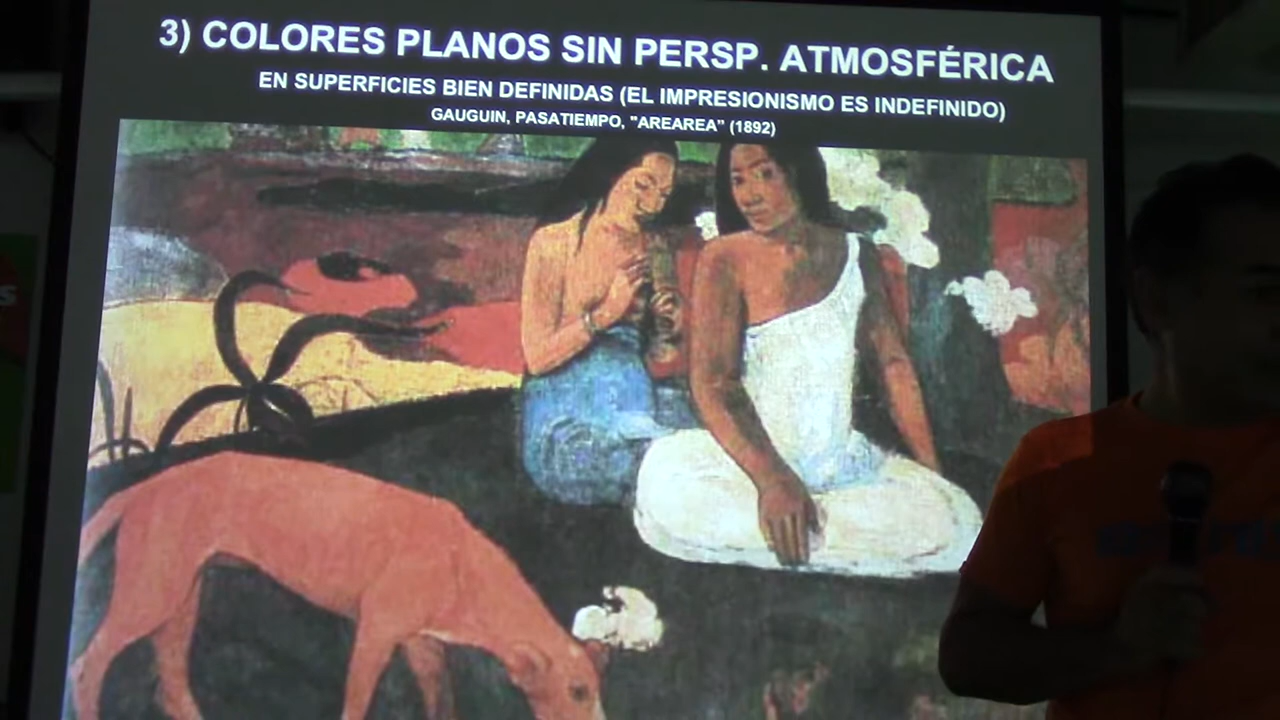 3) COLORES PLANOS SIN PERSP. ATMOSFÉRICA
EN SUPERFICIES BIEN DEFINIDAS (EL IMPRESIONISMO ES INDEFINIDO)
GAUGUIN, PASATIEMPO, "AREAREA" (1892)